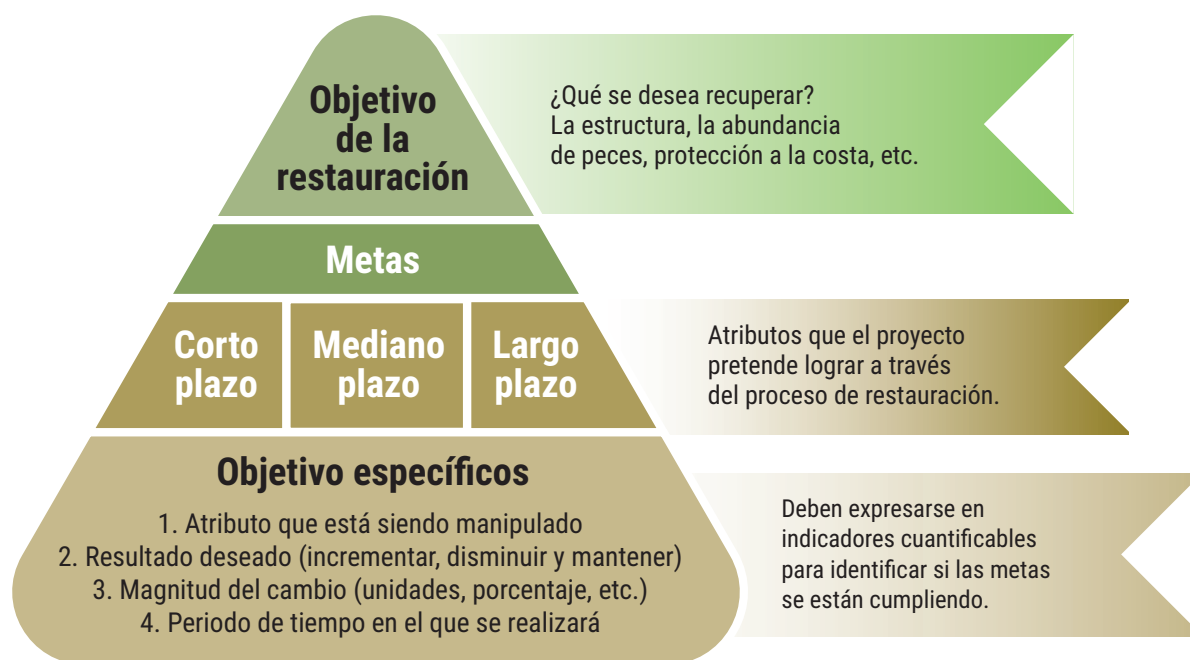 Objetivo
de la
restauración
¿Qué se desea recuperar?
La estructura, la abundancia
de peces, protección a la costa, etc.
Metas
Corto
plazo
Mediano
plazo
Largo
plazo
Atributos que el proyecto
pretende lograr a través
del proceso de restauración.
Objetivo específicos
1. Atributo que está siendo manipulado
2. Resultado deseado (incrementar, disminuir y mantener)
3. Magnitud del cambio (unidades, porcentaje, etc.)
4. Periodo de tiempo en el que se realizará
Deben expresarse en
indicadores cuantificables
para identificar si las metas
se están cumpliendo.